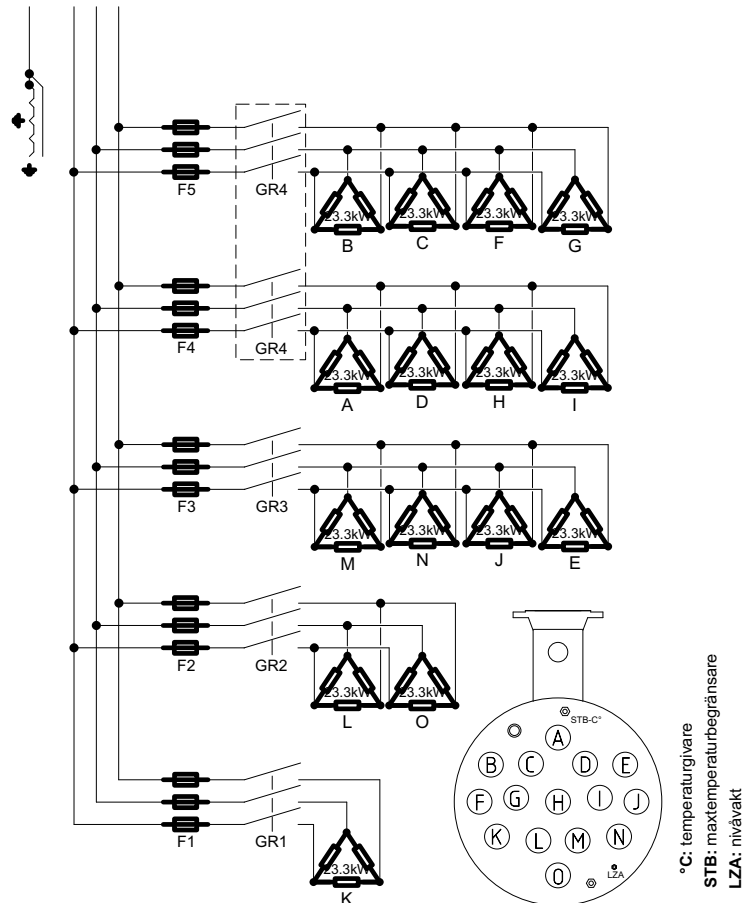 F5 GR4 23.3kW 23.3kW 23.3kW 23.3kW
B C F G
F4 GR4 23.3kW 23.3kW 23.3kW 23.3kW
A D H I
F3 GR3 23.3kW 23.3kW 23.3kW 23.3kW
M N J E
F2 GR2 23.3kW 23.3kW
L O
F1 GR1 23.3kW
K
STB-C°
A
B C D E
F G H I J
K L M N
O
LZA
°C: temperaturgivare
STB: maxtemperaturbegränsare
LZA: nivåvakt